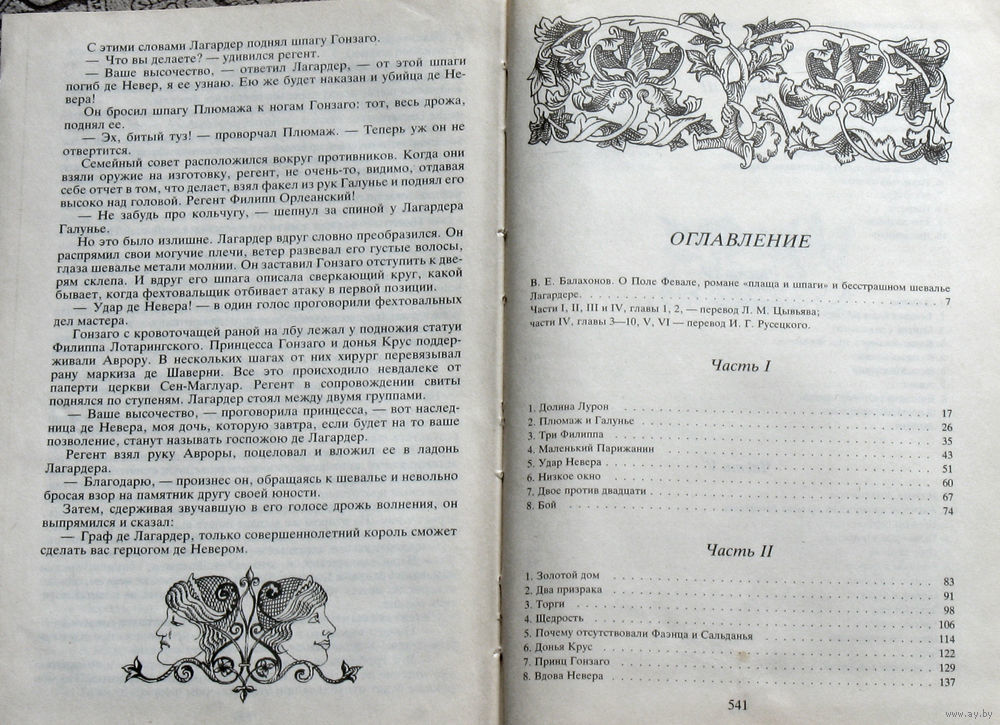 С этими словами Лагардер поднял шпагу Гонзаго.
— Что вы делаете? — удивился регент.
— Ваше высочество, — ответил Лагардер, — от этой шпаги
погиб де Невер, я ее узнаю. Ею же будет наказан и убийца де Не-
вера!
Он бросил шпагу Плюмажа к ногам Гонзаго: тот, весь дрожа,
поднял ее.
— Эх, битый туз! — проворчал Плюмаж. — Теперь уж он не
отвертится.
Семейный совет расположился вокруг противников. Когда они
взяли оружие на изготовку, регент, не очень-то, видимо, отдавая
себе отчет в том, что делает, взял факел из рук Галунье и поднял его
высоко над головой. Регент Филипп Орлеанский!
— Не забудь про кольчугу, — шепнул за спиной у Лагардера
Галунье.
Но это было излишне. Лагардер вдруг словно преобразился. Он
распрямил свои могучие плечи, ветер развевал его густые волосы,
глаза шевалье метали молнии. Он заставил Гонзаго отступить к две-
рям склепа. И вдруг его шпага описала сверкающий круг, какой
бывает, когда фехтовальщик отбивает атаку в первой позиции.
— Удар де Невера! — в один голос проговорили фехтовальных
дел мастера.
Гонзаго с кровоточащей раной на лбу лежал у подножия статуи
Филиппа Лотарингского. Принцесса Гонзаго и донья Крус поддер-
живали Аврору. В нескольких шагах от них хирург перевязывал
рану маркиза де Шаверни. Все это происходило невдалеке от
паперти церкви Сен-Маглуар. Регент в сопровождении свиты
поднялся по ступеням. Лагардер стоял между двумя группами.
— Ваше высочество, — проговорила принцесса, — вот наслед-
ница де Невера, моя дочь, которую завтра, если будет на то ваше
позволение, станут называть госпожою де Лагардер.
Регент взял руку Авроры, поцеловал и вложил ее в ладонь
Лагардера.
— Благодарю, — произнес он, обращаясь к шевалье и невольно
бросая взор на памятник другу своей юности.
Затем, сдерживая звучавшую в его голосе дрожь волнения, он
выпрямился и сказал:
— Граф де Лагардер, только совершеннолетний король сможет
сделать вас герцогом де Невером.
ОГЛАВЛЕНИЕ
В. Е. Балахонов. О Поле Февале, романе «плаща и шпаги» и бесстрашном шевалье
Лагардере. 7
Части I, II, III и IV, главы 1, 2, — перевод Л. М. Цывьяна;
части IV, главы 3—10, V, VI — перевод И. Г. Русецкого.
Часть I
1. Долина Лурон 17
2. Плюмаж и Галунье 26
3. Три Филиппа 35
4. Маленький Парижанин 43
5. Удар Невера 51
6. Низкое окно 60
7. Двое против двадцати 67
8. Бой 74
Часть II
1. Золотой дом 83
2. Два призрака 91
3. Торги 98
4. Щедрость 106
5. Почему отсутствовали Фаэнца и Сальданья 114
6. Донья Крус 122
7. Принц Гонзаго 129
8. Вдова Невера 137
541
www.ay.by